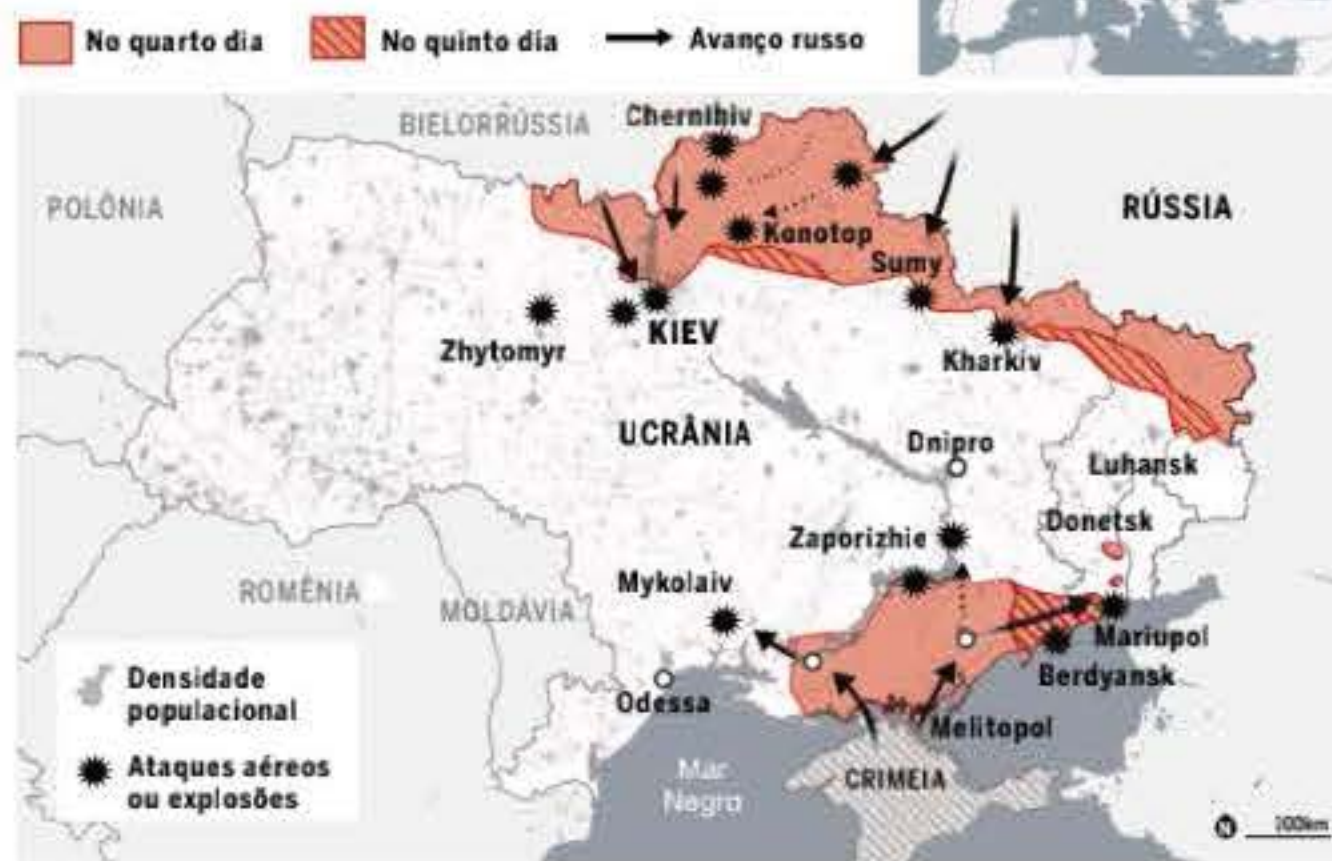 No quarto dia
No quinto dia
Avanço russo
BIELORRÚSSIA
Chernihiv
POLÔNIA
RÚSSIA
Konotop
Sumy
KIEV
Zhytomyr
Kharkiv
UCRÂNIA
Dnipro
Luhansk
Donetsk
Zaporizhie
ROMÊNIA
MOLDÁVIA
Mykolaiv
Mariupol
Berdyansk
Odessa
Melitopol
Densidade
populacional
Ataques aéreos
ou explosões
Mar
Negro
CRIMEIA
N
100km